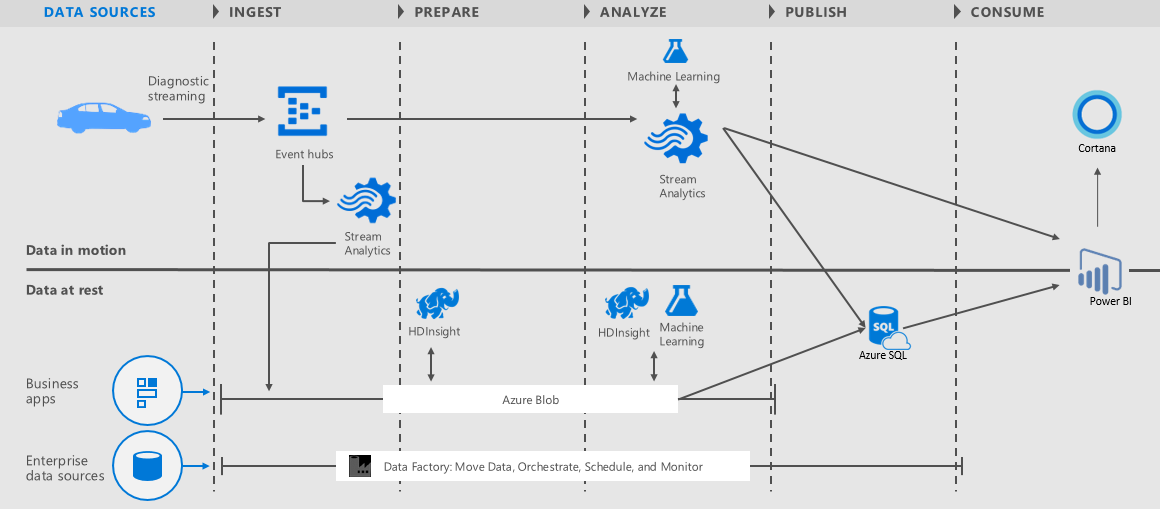 DATA SOURCES
INGEST
PREPARE
ANALYZE
PUBLISH
CONSUME
Diagnostic
streaming
Event hubs
Stream
Analytics
Machine Learning
Stream
Analytics
Cortana
Data in motion
Data at rest
HDInsight
HDInsight
Machine
Learning
SQL
Azure SQL
Power BI
Business
apps
Azure Blob
Enterprise
data sources
Data Factory: Move Data, Orchestrate, Schedule, and Monitor